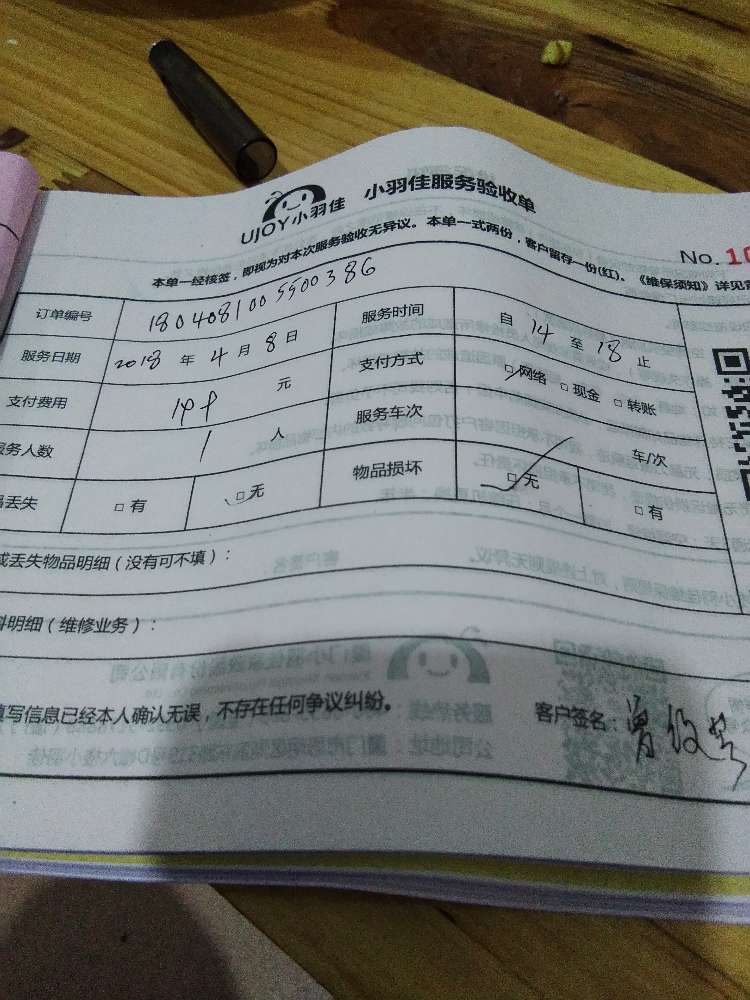 UJOY小羽佳 小羽佳服务验收单
No. 10
本单一经核签，即视为对本次服务验收无异议。本单一式两份，客户留存一份(红)。《维保须知》详见背
订单编号 1804081005500386 服务时间 自 14 至 18 止
服务日期 2018 年 4 月 8 日 支付方式 □网络 □现金 □转账
支付费用 元 服务车次 车/次
服务人数 1 人 物品损坏 □无 □有
丢失 □有 □无
或丢失物品明细（没有可不填）：
料明细（维修业务）：
填写信息已经本人确认无误，不存在任何争议纠纷。 客户签名：